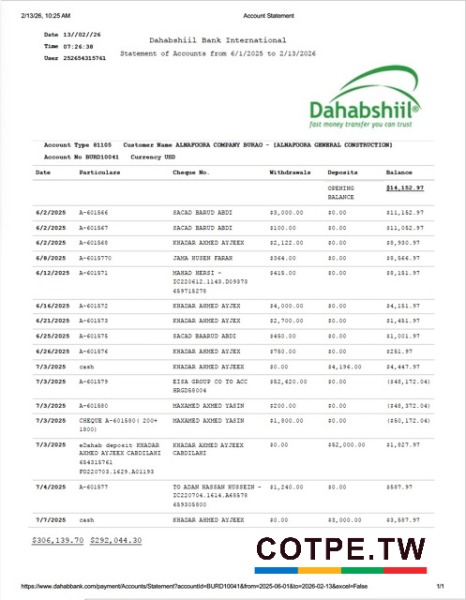 2/13/26, 10:25 AM Account Statement
Date 13//02//26
Time 07:26:38
User 252654315761
Dahabshiil Bank International
Statement of Accounts from 6/1/2025 to 2/13/2026
Dahabshiil®
fast money transfer you can trust
Account Type 81105 Customer Name ALNAFOORA COMPANY BURAO - (ALNAFOORA GENERAL CONSTRUCTION)
Account No BURD10041 Currency USD
Date Particulars Cheque No. Withdrawals Deposits Balance
OPENING BALANCE $14,152.97
6/2/2025 A-601566 SACAD BARUD ABDI $3,000.00 $0.00 $11,152.97
6/2/2025 A-601567 SACAD BARUD ABDI $100.00 $0.00 $11,052.97
6/2/2025 A-601568 KHADAR AHMED AYJEEX $2,122.00 $0.00 $8,930.97
6/8/2025 A-6015770 JAMA HUSEN FARAH $364.00 $0.00 $8,566.97
6/12/2025 A-601571 MAHAD HERSI - $415.00 $0.00 $8,151.97
IC220612.1143.D09373
659715278
6/16/2025 A-601572 KHADAR AHMED AYJEX $4,000.00 $0.00 $4,151.97
6/21/2025 A-601573 KHADAR AHMED AYJEX $2,700.00 $0.00 $1,451.97
6/25/2025 A-601575 SACAD BAARUD ABDI $450.00 $0.00 $1,001.97
6/26/2025 A-601576 KHADAR AHMED AYJEX $750.00 $0.00 $251.97
7/3/2025 cash KHADAR AHMED AYJEEX $0.00 $4,196.00 $4,447.97
7/3/2025 A-601579 EISA GROUP CO TO ACC $52,620.00 $0.00 ($48,172.04)
HRGD58004
7/3/2025 A-601580 MAXAMED AXMED YASIN $200.00 $0.00 ($48,372.04)
7/3/2025 CHEQUE A-601580( 200+ MAXAMED AXMED YASIN $1,800.00 $0.00 ($50,172.04)
1800)
7/3/2025 eDahab deposit KHADAR KHADAR AHMED AYJEEX $0.00 $52,000.00 $1,827.97
AXMED AYJEEX CABDILAHI CABDILAHI
654315761
PU220703.1629.A01193
7/4/2025 A-601577 TO ADAN HASSAN HUSSEIN - $1,240.00 $0.00 $587.97
IC220704.1614.A68578
659305800
7/7/2025 cash KHADAR AHMED AYJEEX $0.00 $3,000.00 $3,587.97
$306,139.70 $292,044.30
COTPE.TW
https://www.dahabbank.com/payment/Accounts/Statement?accountId=BURD10041&from=2025-06-01&to=2026-02-13&excel=False 1/1